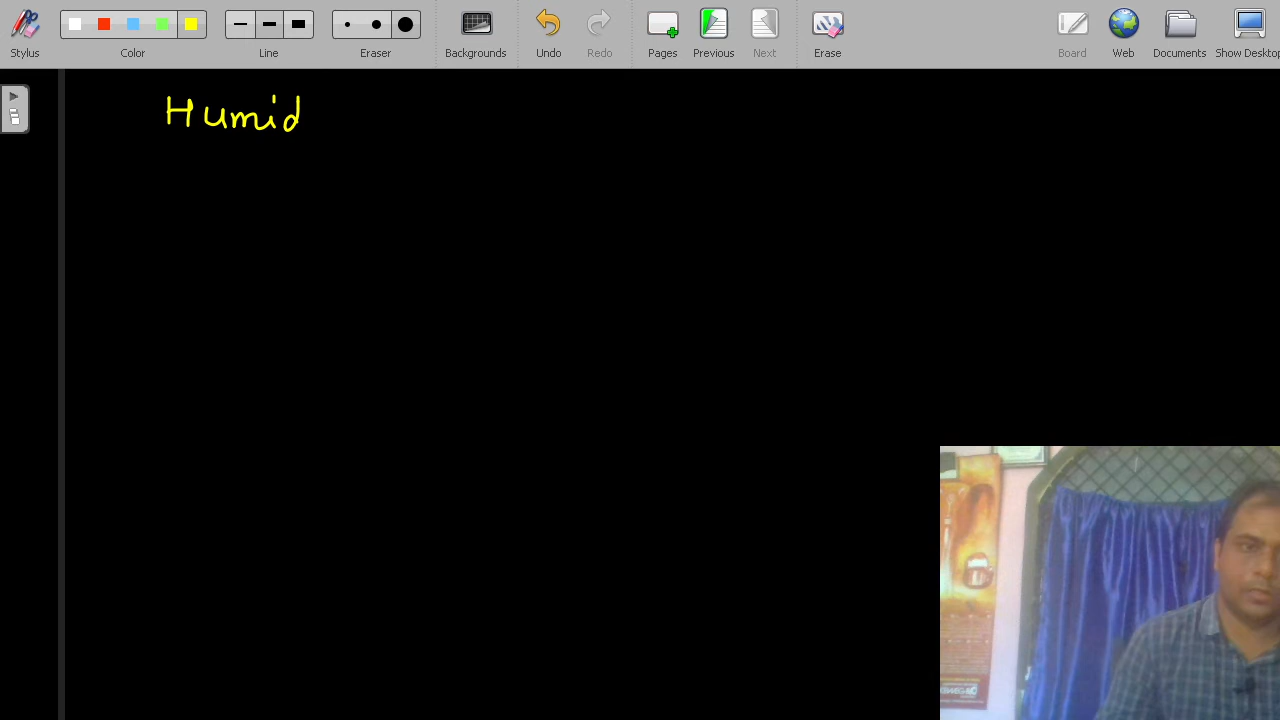 Stylus Color Line Eraser Backgrounds Undo Redo Pages Previous Next Erase Board Web Documents Show Desktop
Humid